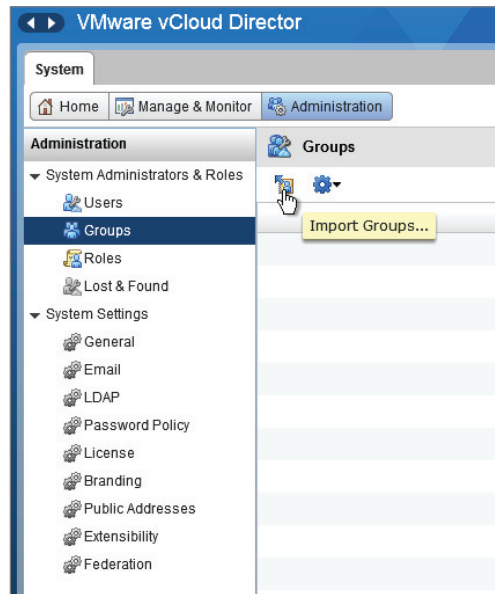 VMware vCloud Director
System
Home Manage & Monitor Administration
Administration
Groups
System Administrators & Roles
Users
Groups
Import Groups...
Roles
Lost & Found
System Settings
General
Email
LDAP
Password Policy
License
Branding
Public Addresses
Extensibility
Federation